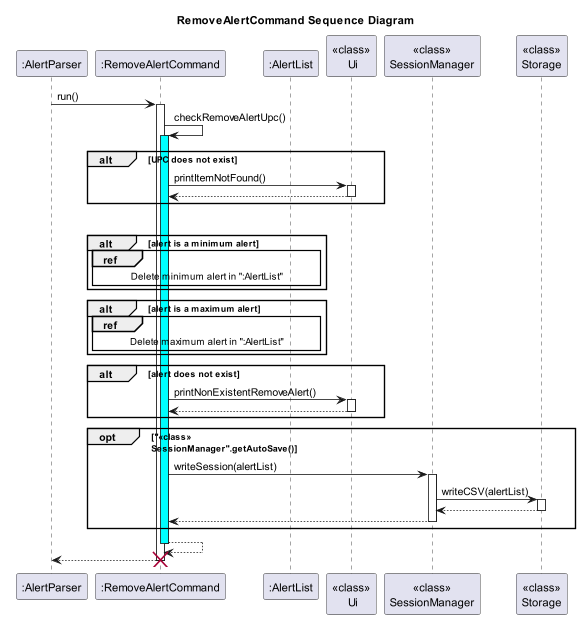 RemoveAlertCommand Sequence Diagram
:AlertParser
:RemoveAlertCommand
:AlertList
«class»
Ui
«class»
SessionManager
«class»
Storage
run()
checkRemoveAlertUpc()
alt [UPC does not exist]
printItemNotFound()
alt [alert is a minimum alert]
ref
Delete minimum alert in ":AlertList"
alt [alert is a maximum alert]
ref
Delete maximum alert in ":AlertList"
alt [alert does not exist]
printNonExistentRemoveAlert()
opt ["«class»
SessionManager".getAutoSave()]
writeSession(alertList)
writeCSV(alertList)
:AlertParser
:RemoveAlertCommand
:AlertList
«class»
Ui
«class»
SessionManager
«class»
Storage